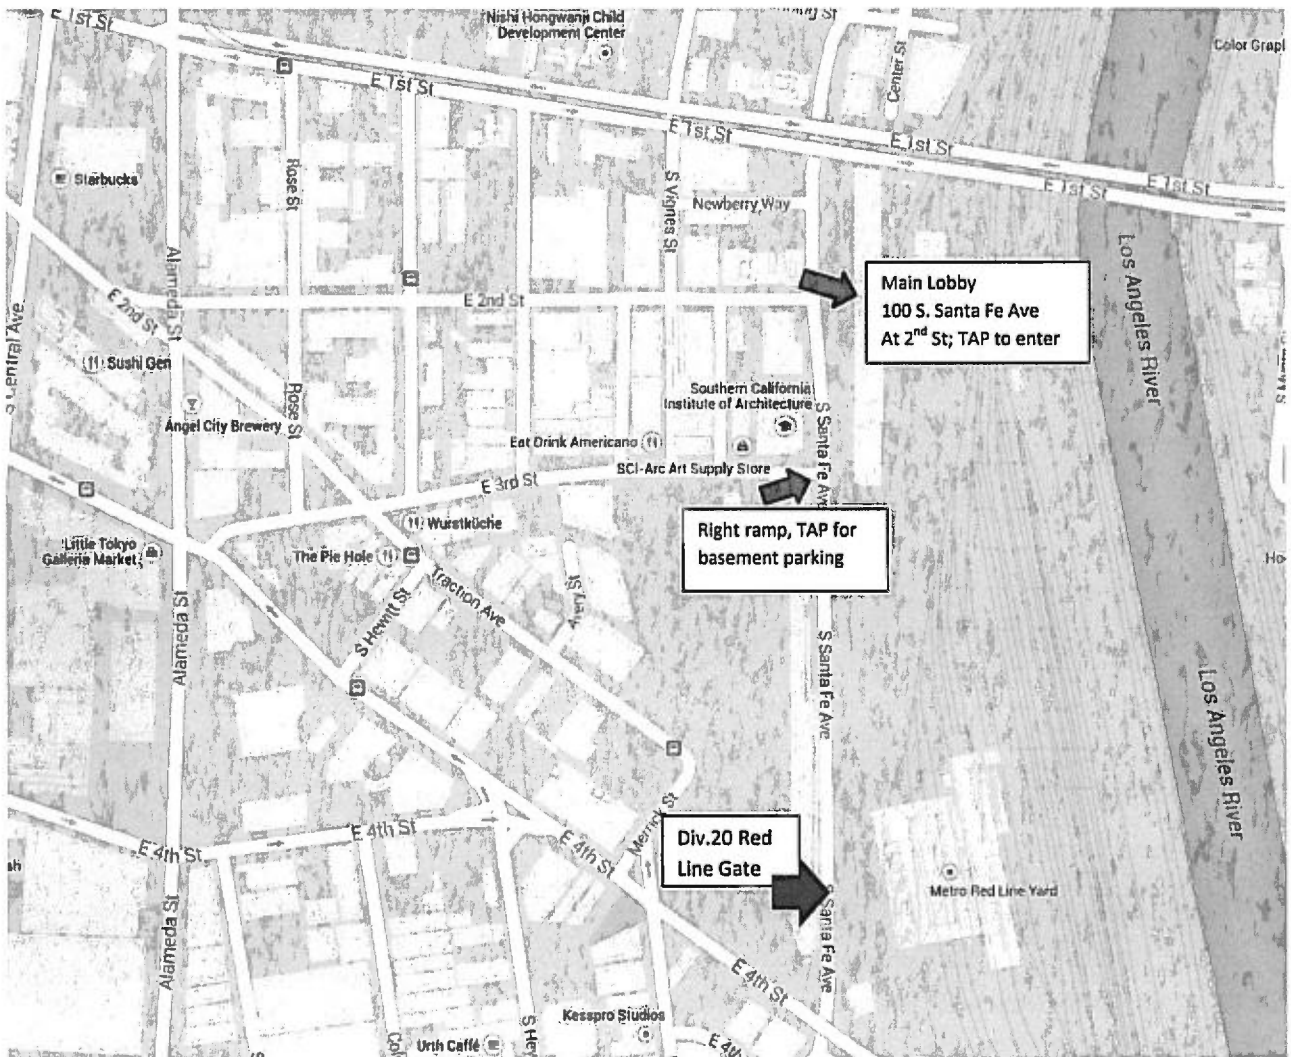 E 1st St
Nishi Hongwanji Child
Development Center
Center St
Color Grap
E 1st St
E 1st St
E 1st St
E 1st St
E 1st St
Starbucks
Rose St
S Vignes St
Newberry Way
Alameda St
E 2nd St
E 2nd St
Main Lobby
100 S. Santa Fe Ave
At 2nd St; TAP to enter
Los Angeles River
S Central Ave
Sushi Gen
Rose St
Angel City Brewery
Southern California
Institute of Architecture
S Santa Fe Ave
Eat Drink Americano
SCI-Arc Art Supply Store
E 3rd St
Right ramp, TAP for
basement parking
Wurstküche
Little Tokyo
Galleria Market
The Pie Hole
Traction Ave
S Hewitt St
Alameda St
S Santa Fe Ave
Los Angeles River
Merrick St
Div.20 Red
Line Gate
E 4th St
E 4th St
E 4th St
Metro Red Line Yard
S Santa Fe Ave
Alameda St
E 4th St
Kesspro Studios
Urth Caffé
S Hey
E 4th